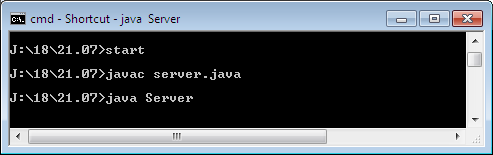 cmd - Shortcut - java  Server
J:\18\21.07>start
J:\18\21.07>javac server.java
J:\18\21.07>java Server